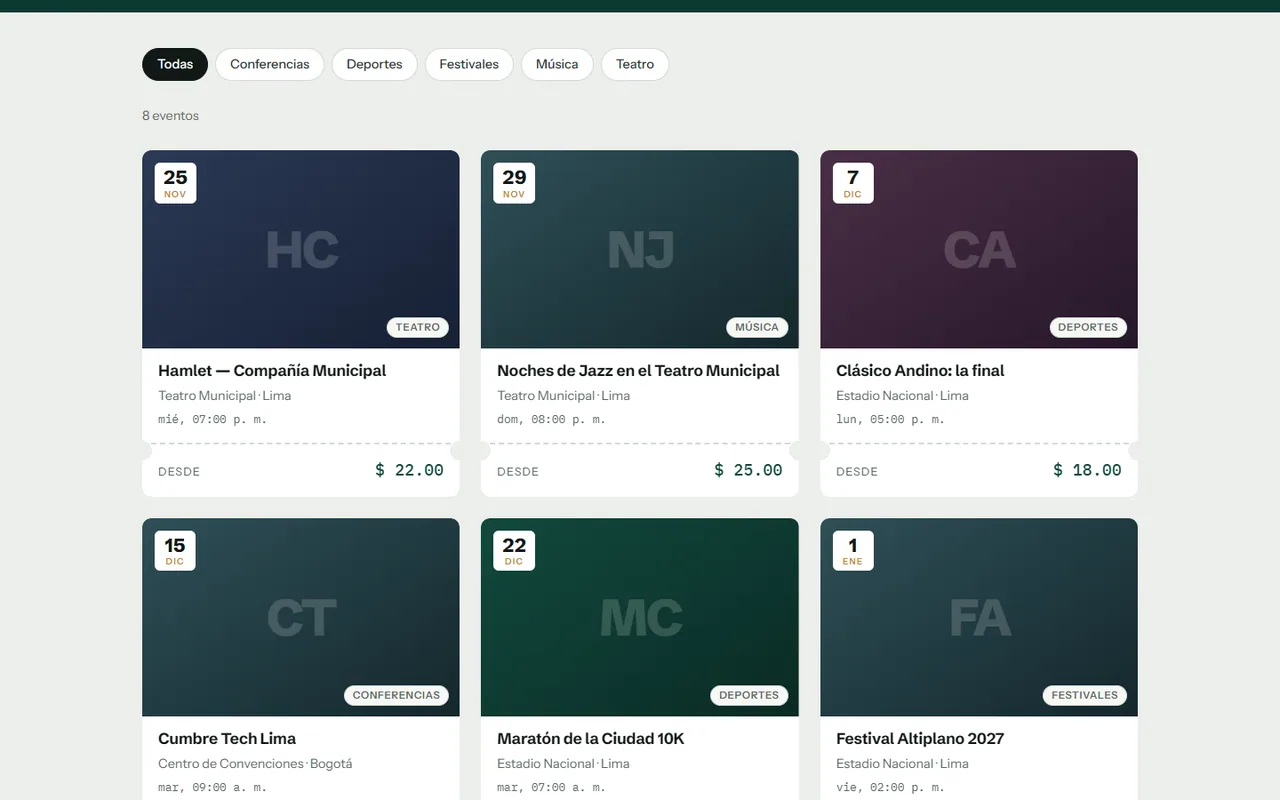 Todas Conferencias Deportes Festivales Música Teatro
8 eventos
25
NOV
HC
TEATRO
Hamlet — Compañía Municipal
Teatro Municipal · Lima
mié, 07:00 p. m.
DESDE $ 22.00
29
NOV
NJ
MÚSICA
Noches de Jazz en el Teatro Municipal
Teatro Municipal · Lima
dom, 08:00 p. m.
DESDE $ 25.00
7
DIC
CA
DEPORTES
Clásico Andino: la final
Estadio Nacional · Lima
lun, 05:00 p. m.
DESDE $ 18.00
15
DIC
CT
CONFERENCIAS
Cumbre Tech Lima
Centro de Convenciones · Bogotá
mar, 09:00 a. m.
22
DIC
MC
DEPORTES
Maratón de la Ciudad 10K
Estadio Nacional · Lima
mar, 07:00 a. m.
1
ENE
FA
FESTIVALES
Festival Altiplano 2027
Estadio Nacional · Lima
vie, 02:00 p. m.